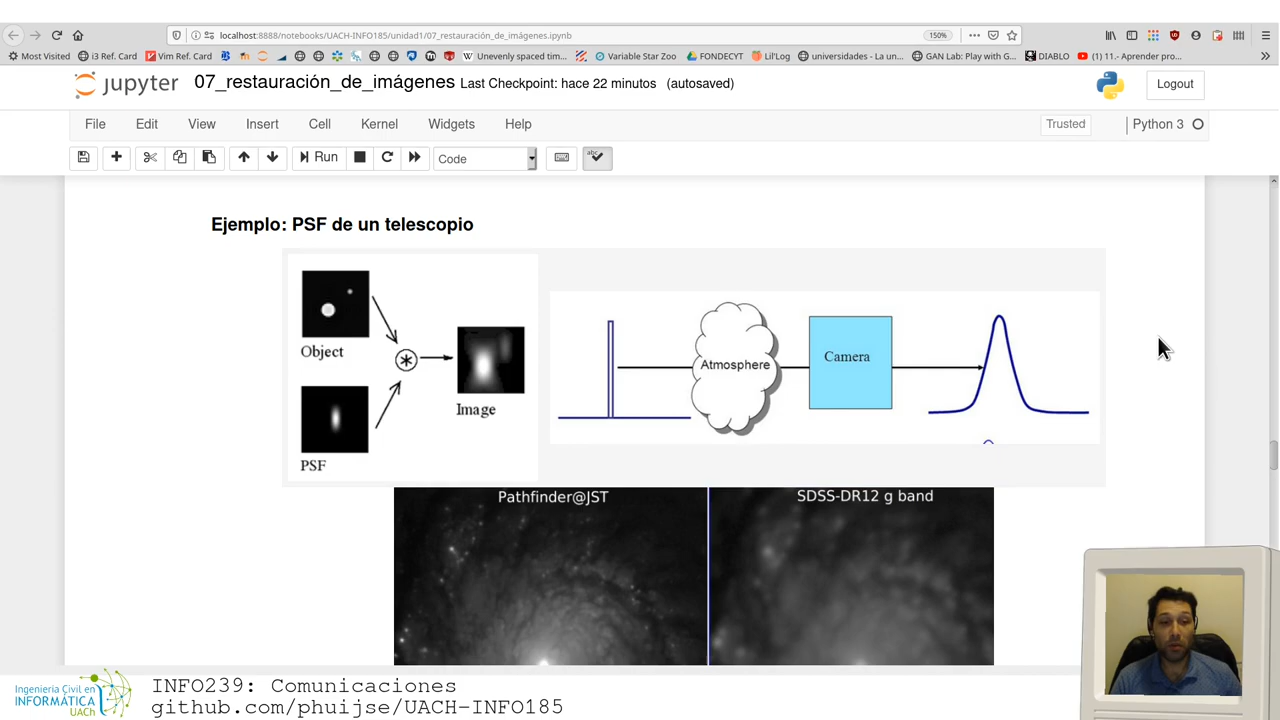 localhost:8888/notebooks/UACH-INFO185/unidad1/07_restauración_de_imágenes.ipynb
150%
Most Visited
i3 Ref. Card
Vim Ref. Card
Unevenly spaced tim...
Variable Star Zoo
FONDECYT
Lil'Log
universidades - La un...
GAN Lab: Play with G...
DIABLO
(1) 11.- Aprender pro...
jupyter 07_restauración_de_imágenes Last Checkpoint: hace 22 minutos (autosaved)
Logout
File Edit View Insert Cell Kernel Widgets Help
Trusted
Python 3
Run
Code
abc
Ejemplo: PSF de un telescopio
Object
PSF
Image
Atmosphere
Camera
Pathfinder@JST
SDSS-DR12 g band
Ingeniería Civil en
INFORMÁTICA
UACh
INFO239: Comunicaciones
github.com/phuijse/UACH-INFO185